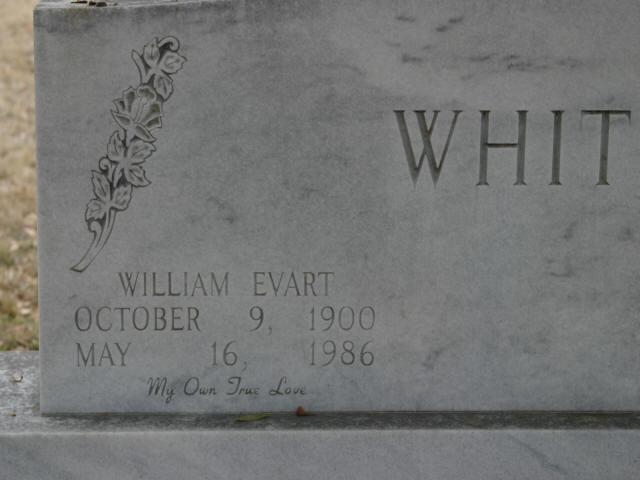 WHIT
WILLIAM EVART
OCTOBER 9, 1900
MAY 16, 1986
My Own True Love